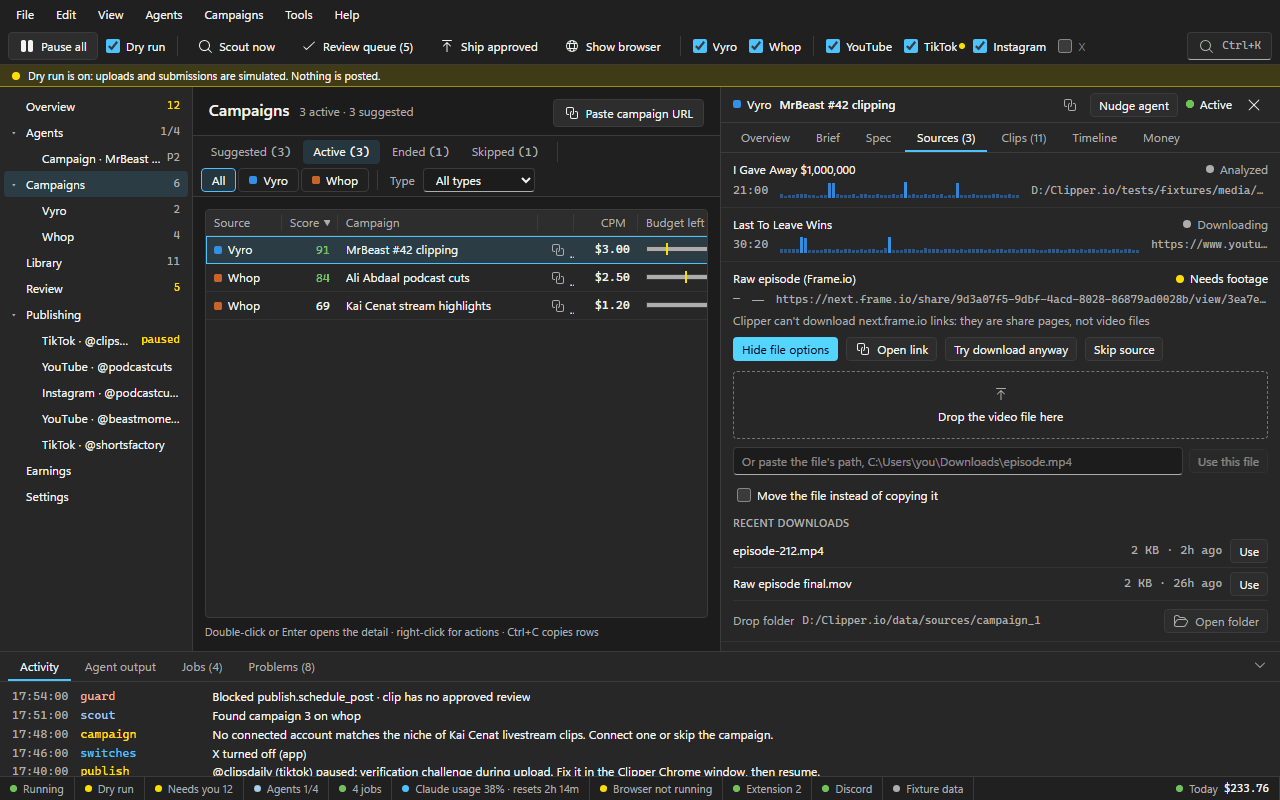 File Edit View Agents Campaigns Tools Help
Pause all Dry run Scout now Review queue (5) Ship approved Show browser Vyro Whop YouTube TikTok Instagram X Ctrl+K
Dry run is on: uploads and submissions are simulated. Nothing is posted.
Overview 12
Agents 1/4
Campaign · MrBeast ... P2
Campaigns 6
Vyro 2
Whop 4
Library 11
Review 5
Publishing
TikTok · @clips... paused
YouTube · @podcastcuts
Instagram · @podcastcu...
YouTube · @beastmome...
TikTok · @shortsfactory
Earnings
Settings
Campaigns 3 active · 3 suggested Paste campaign URL
Suggested (3) Active (3) Ended (1) Skipped (1)
All Vyro Whop Type All types
Source Score ▼ Campaign CPM Budget left
Vyro 91 MrBeast #42 clipping $3.00
Whop 84 Ali Abdaal podcast cuts $2.50
Whop 69 Kai Cenat stream highlights $1.20
Double-click or Enter opens the detail · right-click for actions · Ctrl+C copies rows
Vyro MrBeast #42 clipping Nudge agent Active
Overview Brief Spec Sources (3) Clips (11) Timeline Money
I Gave Away $1,000,000 Analyzed
21:00 D:/Clipper.io/tests/fixtures/media/…
Last To Leave Wins Downloading
30:20 https://www.youtu…
Raw episode (Frame.io) Needs footage
— — https://next.frame.io/share/9d3a07f5-9dbf-4acd-8028-86879ad0028b/view/3ea7e…
Clipper can't download next.frame.io links: they are share pages, not video files
Hide file options Open link Try download anyway Skip source
Drop the video file here
Or paste the file's path, C:\Users\you\Downloads\episode.mp4 Use this file
Move the file instead of copying it
RECENT DOWNLOADS
episode-212.mp4 2 KB · 2h ago Use
Raw episode final.mov 2 KB · 26h ago Use
Drop folder D:/Clipper.io/data/sources/campaign_1 Open folder
Activity Agent output Jobs (4) Problems (8)
17:54:00 guard Blocked publish.schedule_post · clip has no approved review
17:51:00 scout Found campaign 3 on whop
17:48:00 campaign No connected account matches the niche of Kai Cenat livestream clips. Connect one or skip the campaign.
17:46:00 switches X turned off (app)
17:40:00 publish @clipsdaily (tiktok) paused: verification challenge during upload. Fix it in the Clipper Chrome window, then resume.
Running Dry run Needs you 12 Agents 1/4 4 jobs Claude usage 38% · resets 2h 14m Browser not running Extension 2 Discord Fixture data Today $233.76